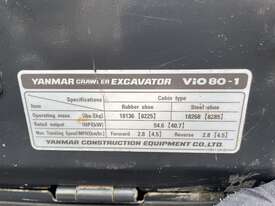 YANMAR CRAWLER EXCAVATOR ViO 80-1
Specifications Cabin type
Item Rubber shoe Steel shoe
Operating mass lbs (kg) 18136 [8225] 18268 [8285]
Rated output (HP(kW) 54.6 (40.7)
Max. Traveling Speed(MPH)(km/hr) Forward 2.8 [4.5] Reverse 2.8 [4.5]
YANMAR CONSTRUCTION EQUIPMENT CO.,LTD.